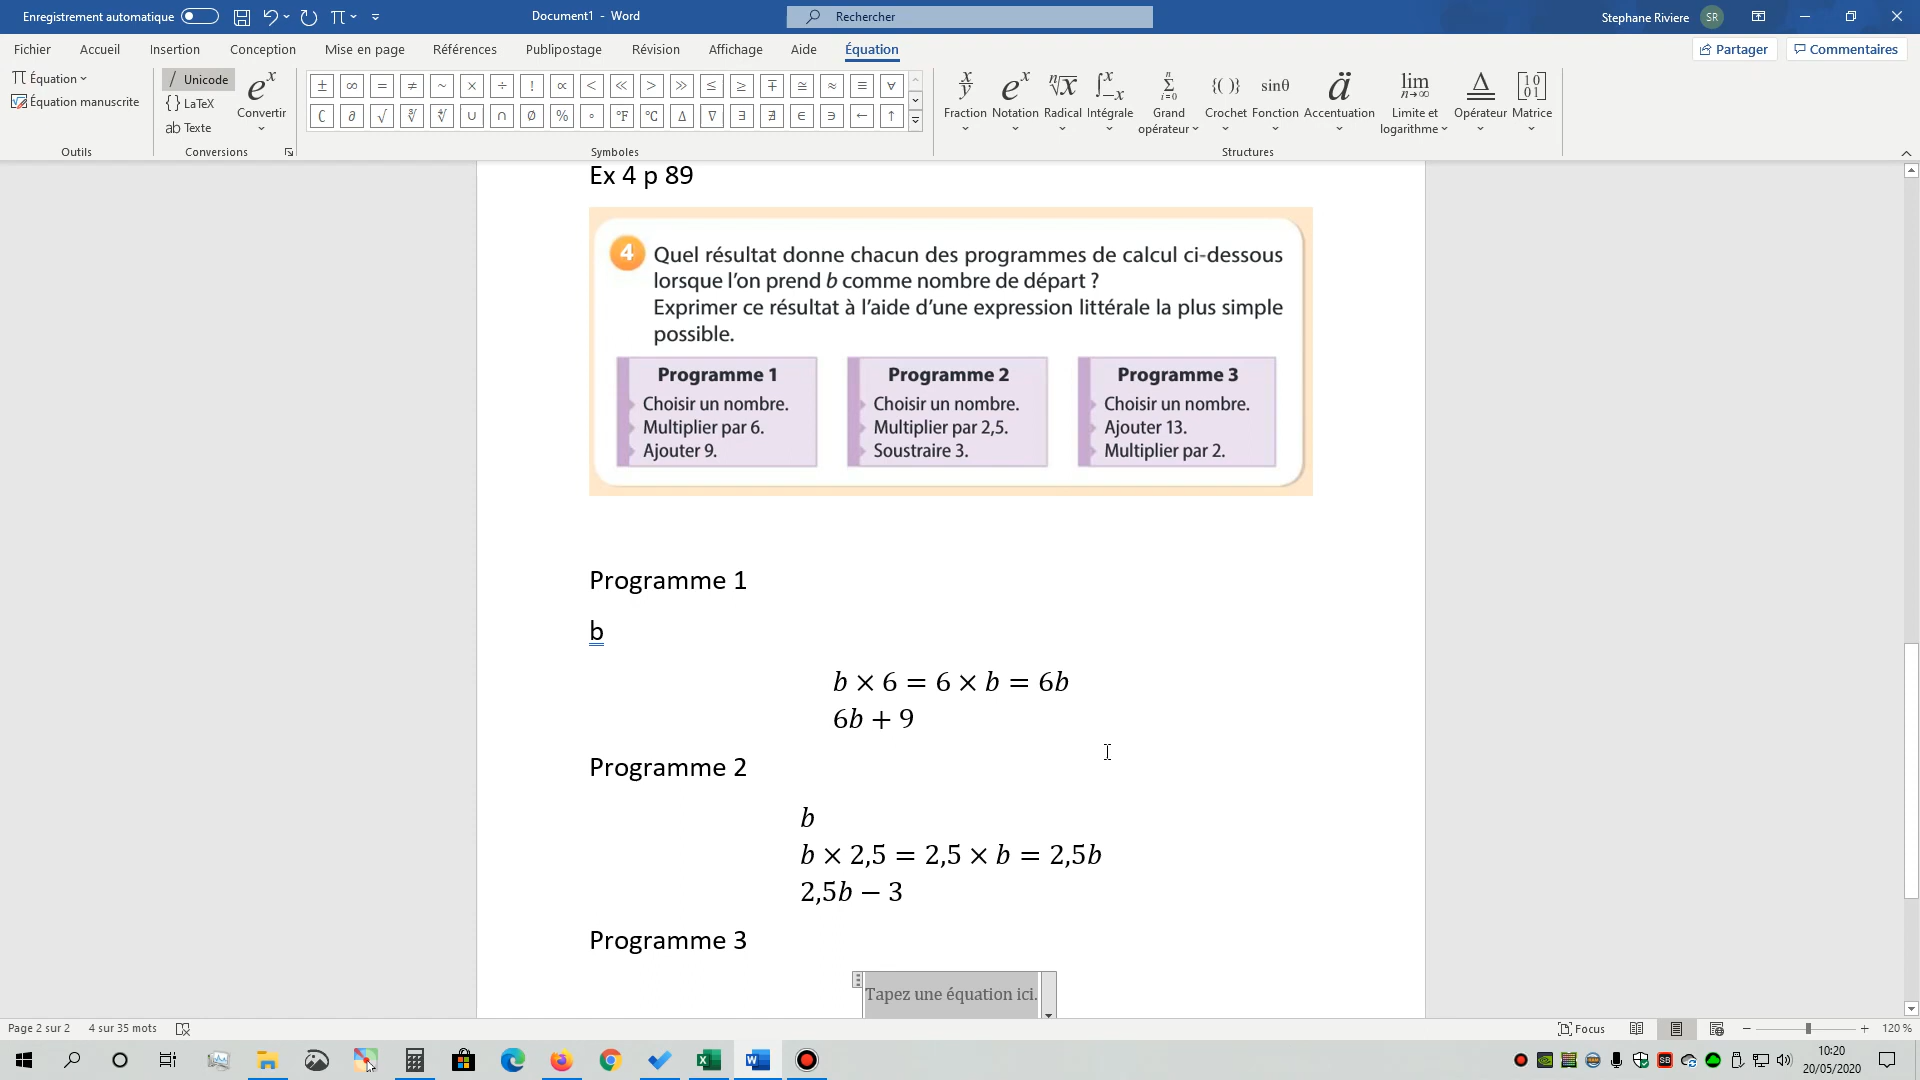 Enregistrement automatique
Document1 - Word
Rechercher
Stephane Riviere
SR
Fichier Accueil Insertion Conception Mise en page Références Publipostage Révision Affichage Aide Équation
Partager
Commentaires
Équation
Équation manuscrite
Outils
Unicode
{} LaTeX
ab Texte
e^x
Convertir
Conversions
± ∞ = ≠ ~ × ÷ ! ∝ < ≪ > ≫ ≤ ≥ ∓ ≅ ≈ ≡ ∀
∁ ∂ √ ∛ ∜ ∪ ∩ ∅ % ° °F °C ∆ ∇ ∃ ∄ ∈ ∋ ← ↑
Symboles
Fraction Notation Radical Intégrale Grand opérateur Crochet Fonction Accentuation Limite et logarithme Opérateur Matrice
Structures
Ex 4 p 89
4 Quel résultat donne chacun des programmes de calcul ci-dessous
lorsque l'on prend b comme nombre de départ ?
Exprimer ce résultat à l'aide d'une expression littérale la plus simple
possible.
Programme 1
Choisir un nombre.
Multiplier par 6.
Ajouter 9.
Programme 2
Choisir un nombre.
Multiplier par 2,5.
Soustraire 3.
Programme 3
Choisir un nombre.
Ajouter 13.
Multiplier par 2.
Programme 1
b
b × 6 = 6 × b = 6b
6b + 9
Programme 2
b
b × 2,5 = 2,5 × b = 2,5b
2,5b − 3
Programme 3
Tapez une équation ici.
Page 2 sur 2 4 sur 35 mots
Focus
120 %
10:20
20/05/2020